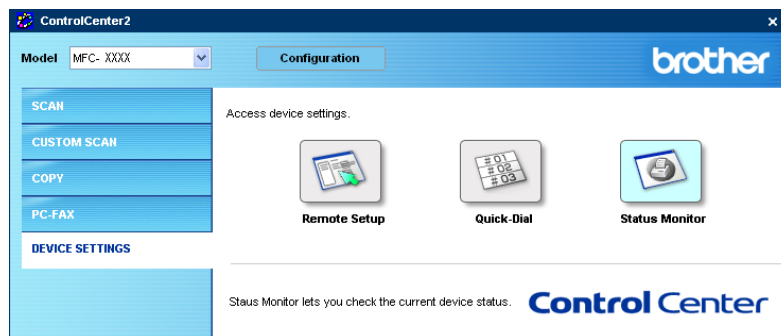 ControlCenter2
Model MFC- XXXX Configuration brother
SCAN
CUSTOM SCAN
COPY
PC-FAX
DEVICE SETTINGS
Access device settings.
#01
#02
#03
Remote Setup Quick-Dial Status Monitor
Staus Monitor lets you check the current device status. Control Center